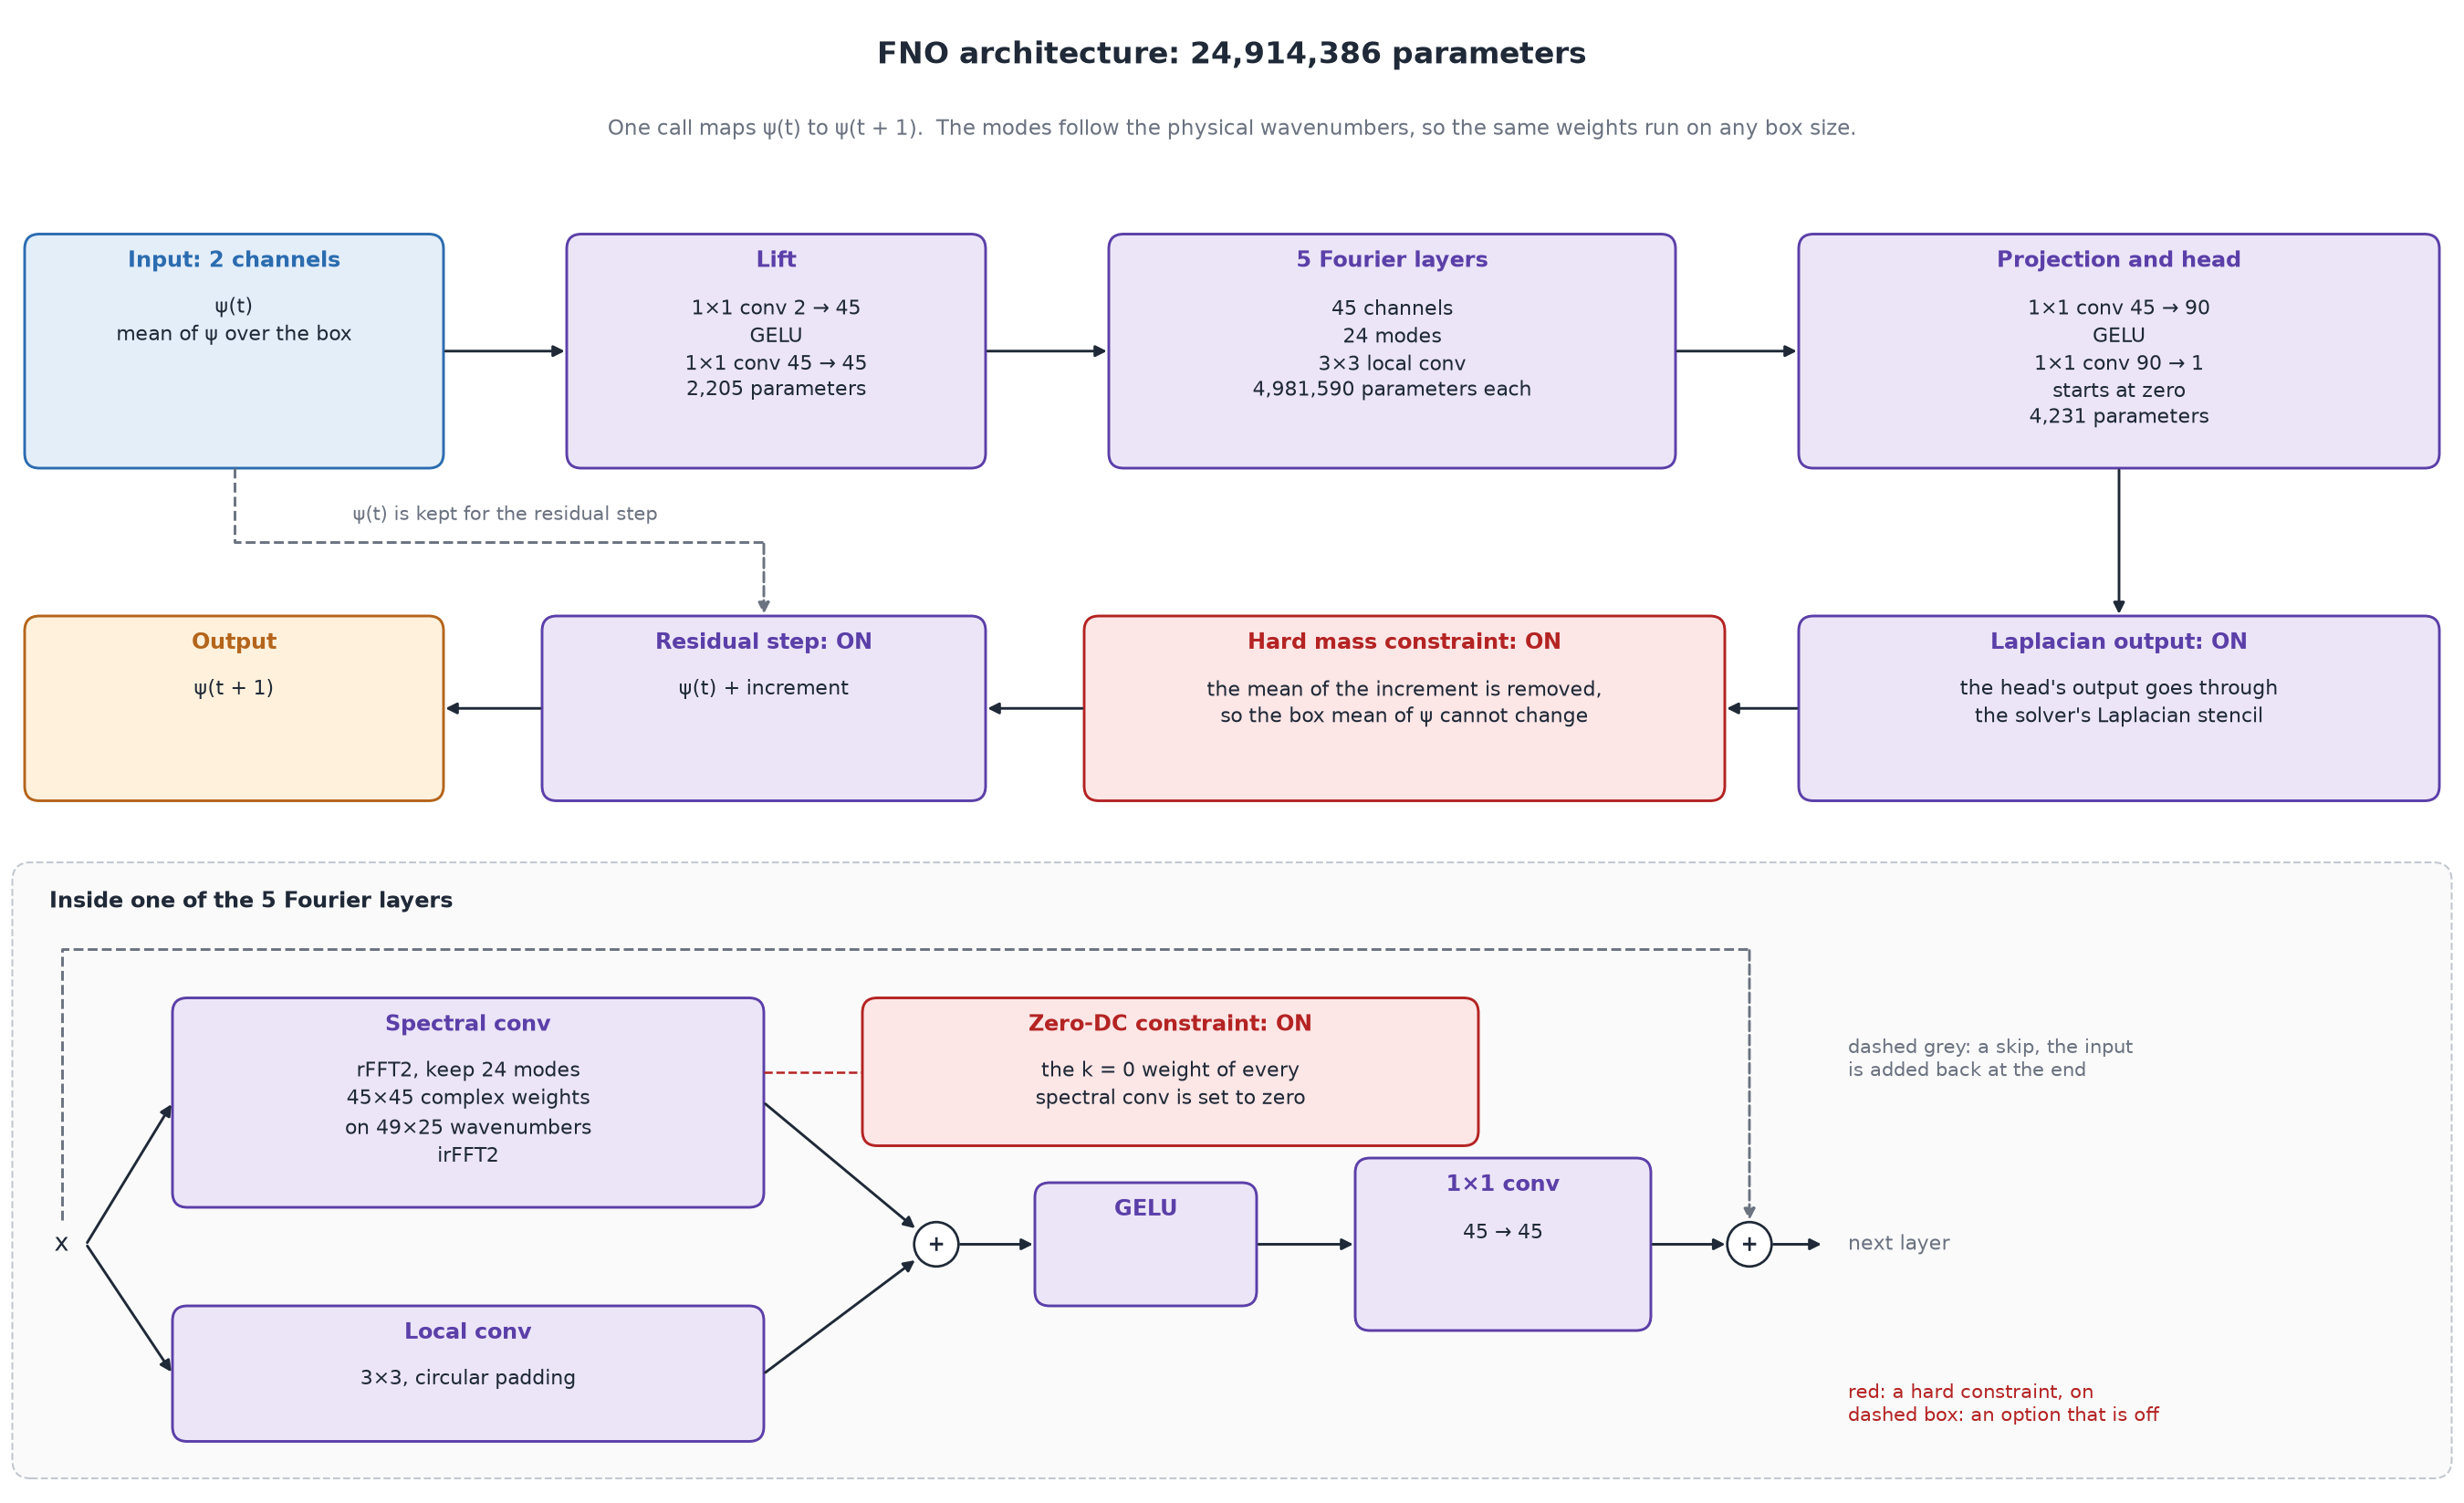 FNO architecture: 24,914,386 parameters
One call maps ψ(t) to ψ(t + 1).  The modes follow the physical wavenumbers, so the same weights run on any box size.
Input: 2 channels
ψ(t)
mean of ψ over the box
Lift
1×1 conv 2 → 45
GELU
1×1 conv 45 → 45
2,205 parameters
5 Fourier layers
45 channels
24 modes
3×3 local conv
4,981,590 parameters each
Projection and head
1×1 conv 45 → 90
GELU
1×1 conv 90 → 1
starts at zero
4,231 parameters
ψ(t) is kept for the residual step
Output
ψ(t + 1)
Residual step: ON
ψ(t) + increment
Hard mass constraint: ON
the mean of the increment is removed,
so the box mean of ψ cannot change
Laplacian output: ON
the head's output goes through
the solver's Laplacian stencil
Inside one of the 5 Fourier layers
Spectral conv
rFFT2, keep 24 modes
45×45 complex weights
on 49×25 wavenumbers
irFFT2
Zero-DC constraint: ON
the k = 0 weight of every
spectral conv is set to zero
dashed grey: a skip, the input
is added back at the end
x
+
GELU
1×1 conv
45 → 45
+
next layer
Local conv
3×3, circular padding
red: a hard constraint, on
dashed box: an option that is off